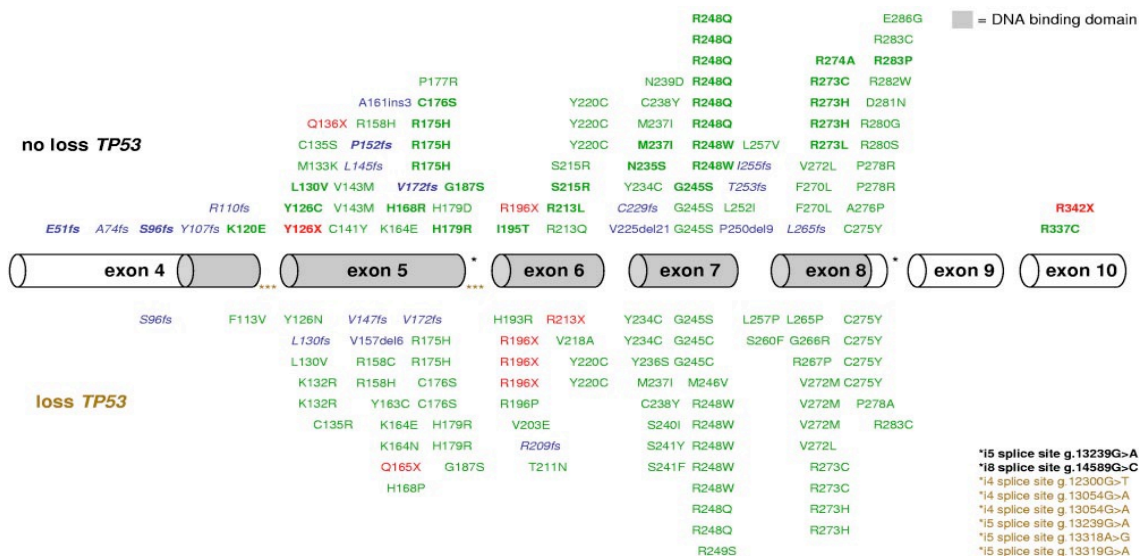 R248Q E286G = DNA binding domain
R248Q R283C
R248Q R274A R283P
P177R N239D R248Q R273C R282W
A161ins3 C176S Y220C C238Y R248Q R273H D281N
Q136X R158H R175H Y220C M237I R248Q R273H R280G
no loss TP53 C135S P152fs R175H Y220C M237I R248W L257V R273L R280S
M133K L145fs R175H S215R N235S R248W I255fs V272L P278R
L130V V143M V172fs G187S S215R Y234C G245S T253fs F270L P278R
R110fs Y126C V143M H168R H179D R196X R213L C229fs G245S L252I F270L A276P R342X
E51fs A74fs S96fs Y107fs K120E Y126X C141Y K164E H179R I195T R213Q V225del21 G245S P250del9 L265fs C275Y R337C
exon 4 *** exon 5 * *** exon 6 exon 7 exon 8 * exon 9 exon 10
S96fs F113V Y126N V147fs V172fs H193R R213X Y234C G245S L257P L265P C275Y
L130fs V157del6 R175H R196X V218A Y234C G245C S260F G266R C275Y
L130V R158C R175H R196X Y220C Y236S G245C R267P C275Y
K132R R158H C176S R196X Y220C M237I M246V V272M C275Y
loss TP53 K132R Y163C C176S R196P C238Y R248W V272M P278A
C135R K164E H179R V203E S240I R248W V272M R283C
K164N H179R R209fs S241Y R248W V272L
*i5 splice site g.13239G>A
Q165X G187S T211N S241F R248W R273C
*i8 splice site g.14589G>C
H168P R248W R273C
*i4 splice site g.12300G>T
*i4 splice site g.13054G>A
R248Q R273H
*i4 splice site g.13054G>A
R248Q R273H
*i5 splice site g.13239G>A
*i5 splice site g.13318A>G
R249S
*i5 splice site g.13319G>A